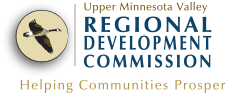 Upper Minnesota Valley
REGIONAL
DEVELOPMENT
COMMISSION
Helping Communities Prosper